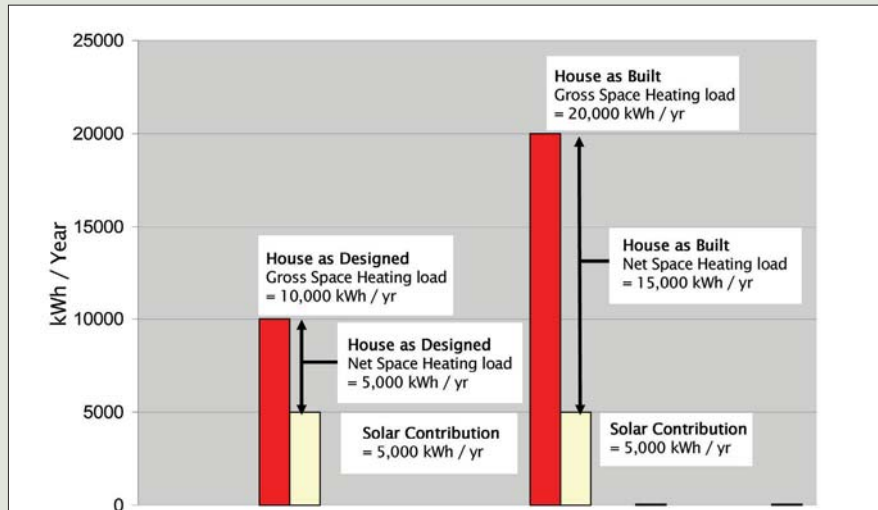 kWh / Year
25000
20000
15000
10000
5000
0
House as Designed
Gross Space Heating load
= 10,000 kWh / yr
House as Designed
Net Space Heating load
= 5,000 kWh / yr
Solar Contribution
= 5,000 kWh / yr
House as Built
Gross Space Heating load
= 20,000 kWh / yr
House as Built
Net Space Heating load
= 15,000 kWh / yr
Solar Contribution
= 5,000 kWh / yr